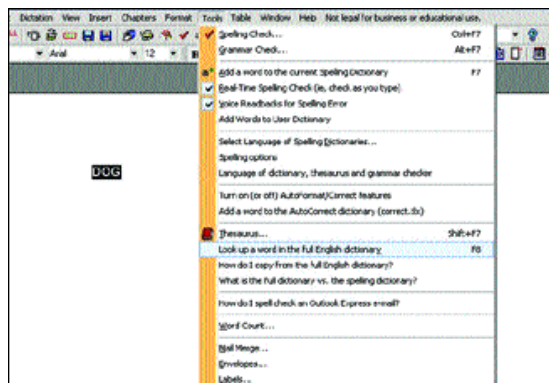 Dictation View Insert Chapters Format Tools Table Window Help Not legal for business or educational use.
Arial 12 B
Spelling Check... Ctrl+F7
Grammar Check... Alt+F7
Add a word to the current Spelling Dictionary F7
Real-Time Spelling Check (ie, check as you type)
Voice Readbacks for Spelling Error
Add Words to User Dictionary
Select Language of Spelling Dictionaries...
Spelling options
Language of dictionary, thesaurus and grammar checker
Turn on (or off) AutoFormat/Correct features
Add a word to the AutoCorrect dictionary (correct.dx)
DOG
Thesaurus... Shift+F7
Look up a word in the full English dictionary F8
How do I copy from the full English dictionary?
What is the full dictionary vs. the spelling dictionary?
How do I spell check an Outlook Express e-mail?
Word Count...
Mail Merge...
Envelopes...
Labels...